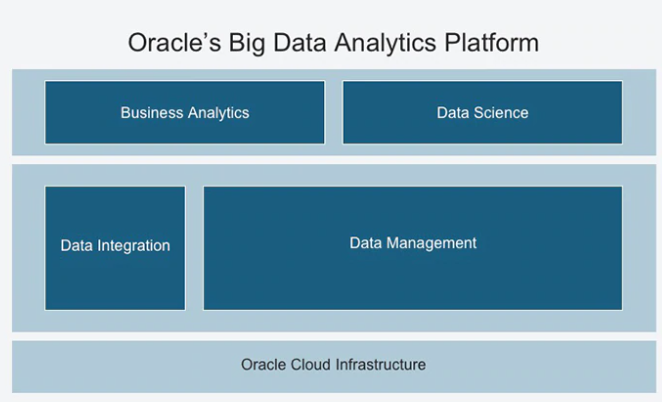 Oracle's Big Data Analytics Platform
Business Analytics
Data Science
Data Integration
Data Management
Oracle Cloud Infrastructure